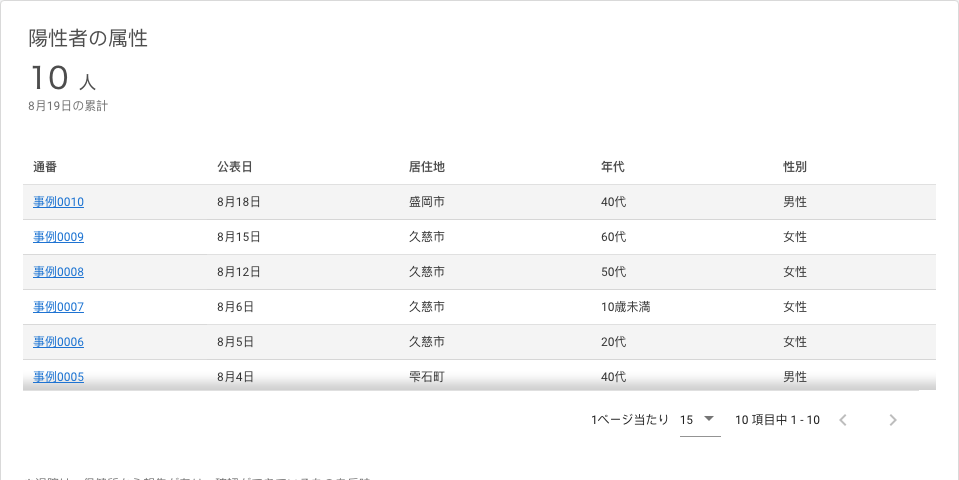 陽性者の属性
10 人
8月19日の累計
通番 公表日 居住地 年代 性別
事例0010 8月18日 盛岡市 40代 男性
事例0009 8月15日 久慈市 60代 女性
事例0008 8月12日 久慈市 50代 女性
事例0007 8月6日 久慈市 10歳未満 女性
事例0006 8月5日 久慈市 20代 女性
事例0005 8月4日 雫石町 40代 男性
1ページ当たり 15 10 項目中 1 - 10